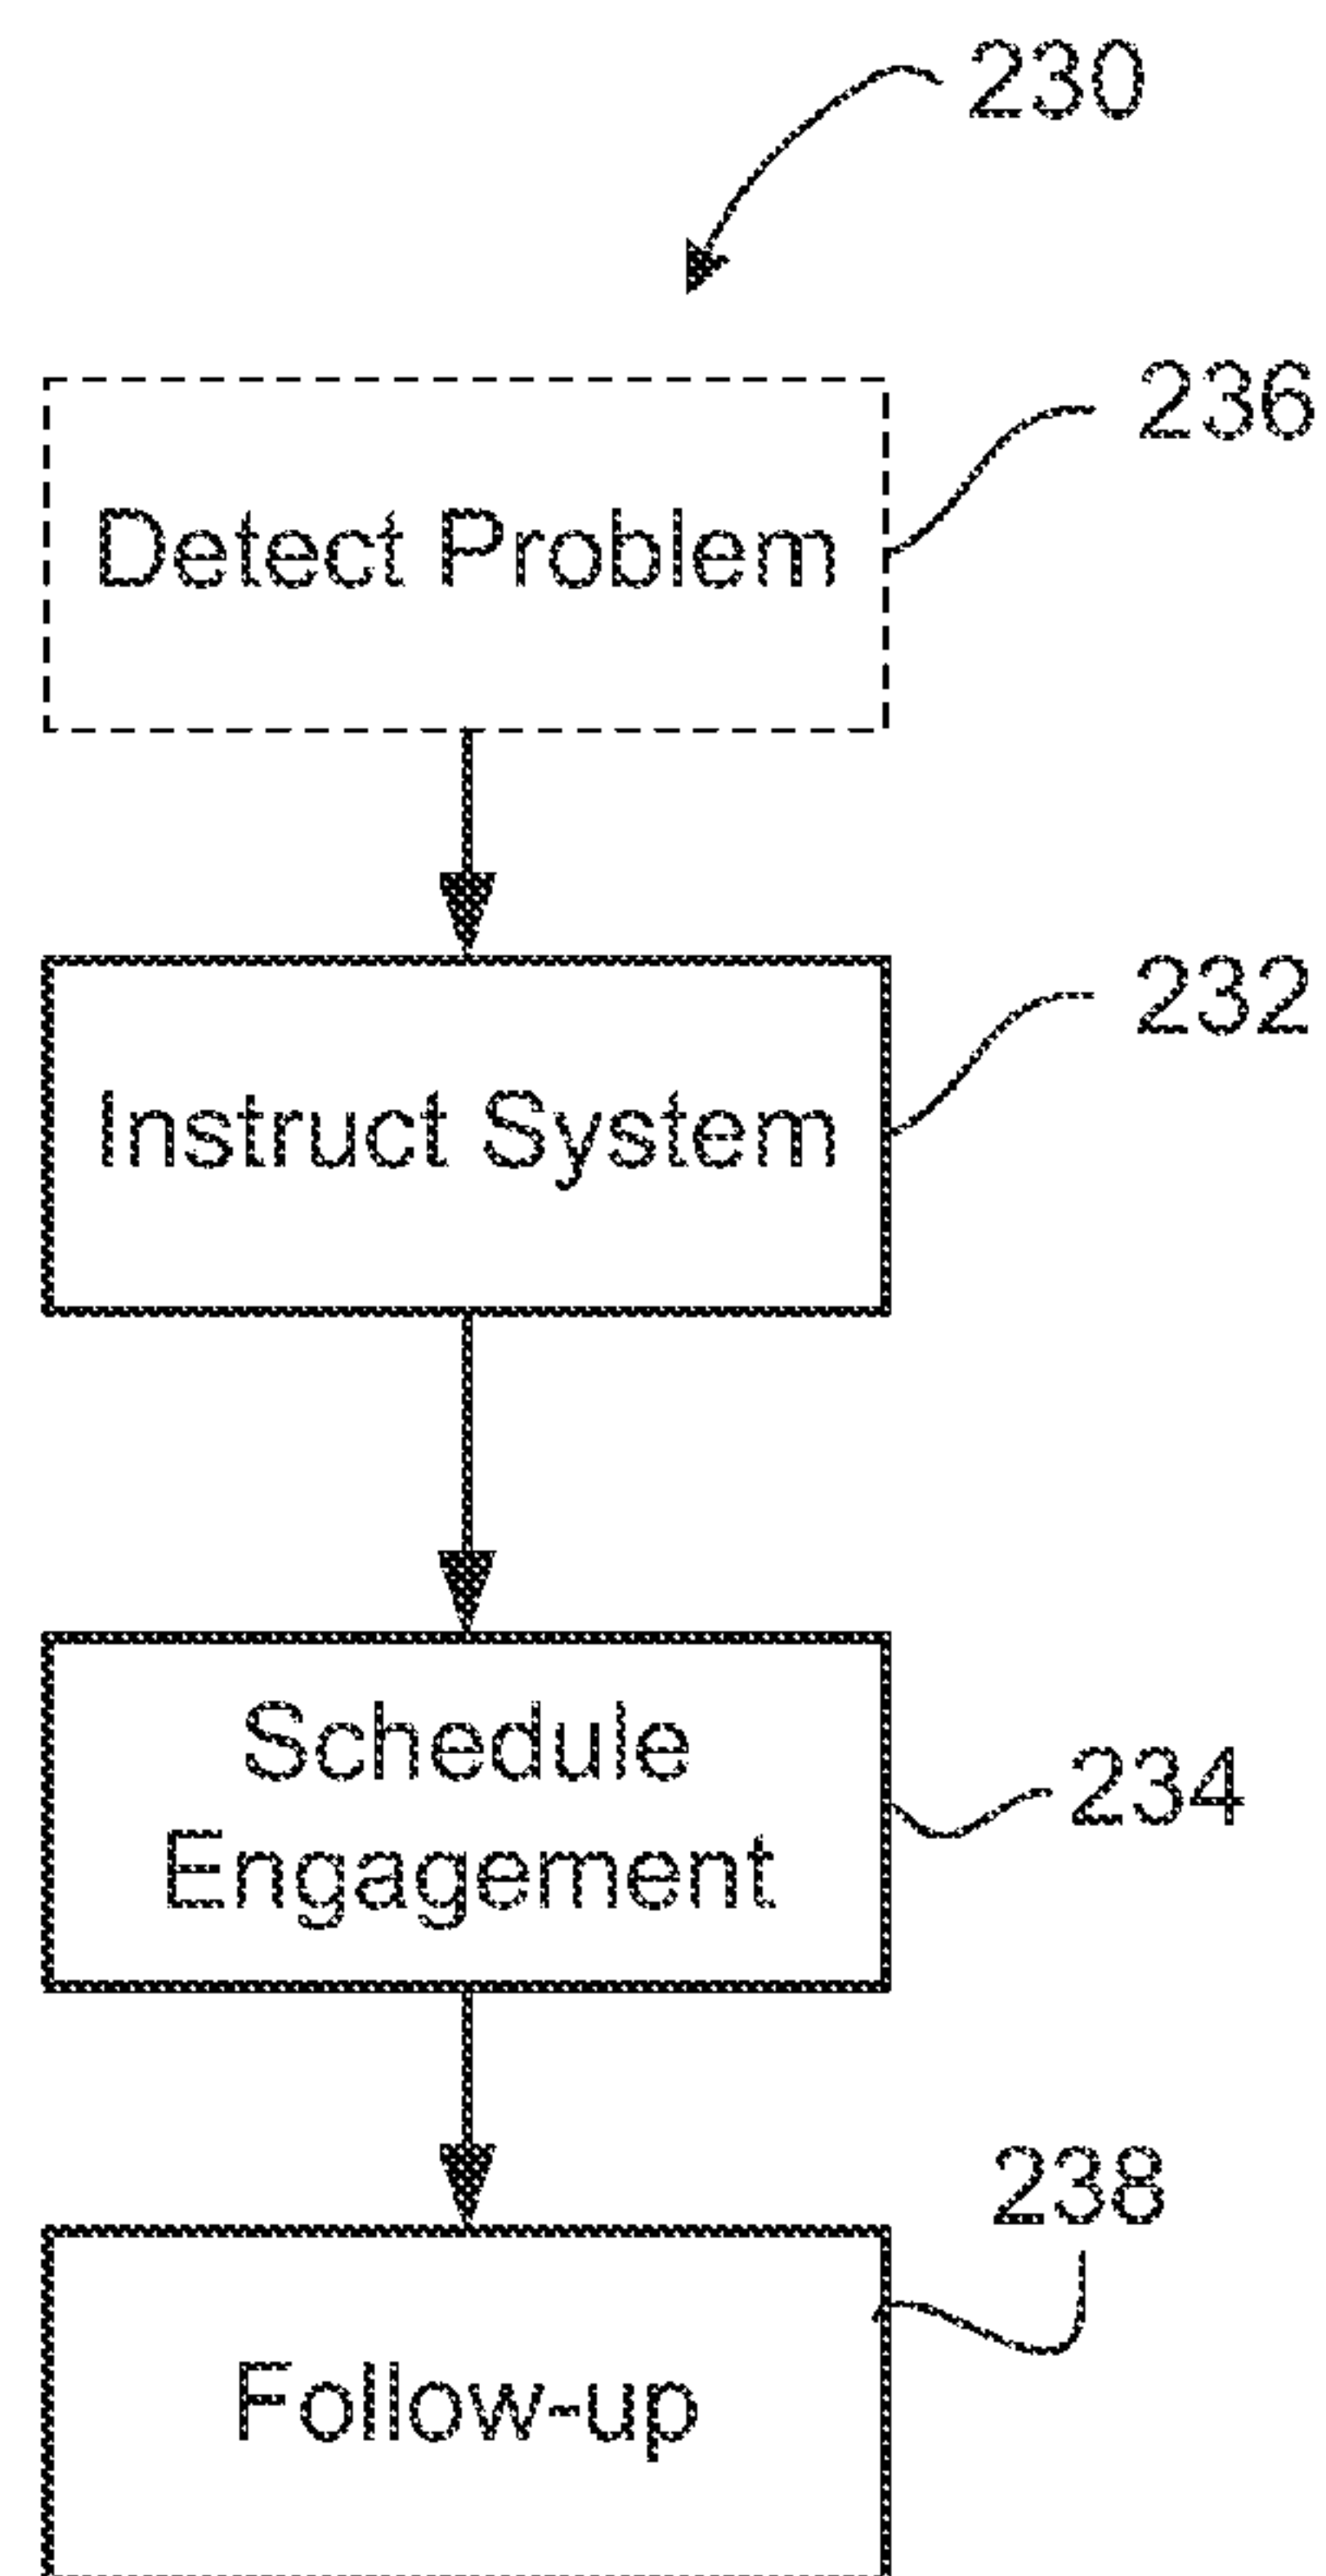 230
236
Detect Problem
232
Instruct System
Schedule
234
Engagement
238
Follow-up